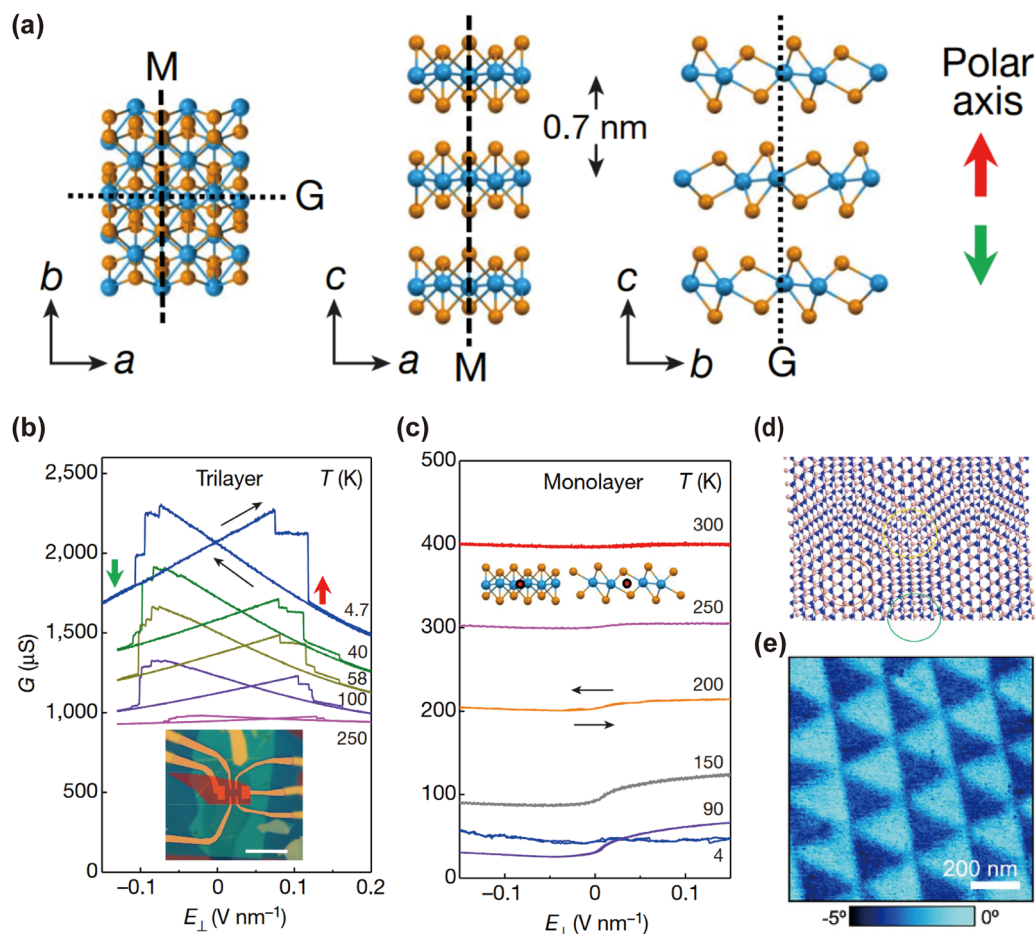 (a)
M
G
b
a
0.7 nm
c
a
M
c
b
G
Polar
axis
(b)
2,500
2,000
1,500
1,000
500
0
G (µS)
Trilayer
T (K)
4.7
40
58
100
250
−0.1
0
0.1
0.2
E⊥ (V nm⁻¹)
(c)
500
400
300
200
100
0
Monolayer
T (K)
300
250
200
150
90
4
−0.1
0
0.1
E⊥ (V nm⁻¹)
(d)
(e)
200 nm
-5º
0º